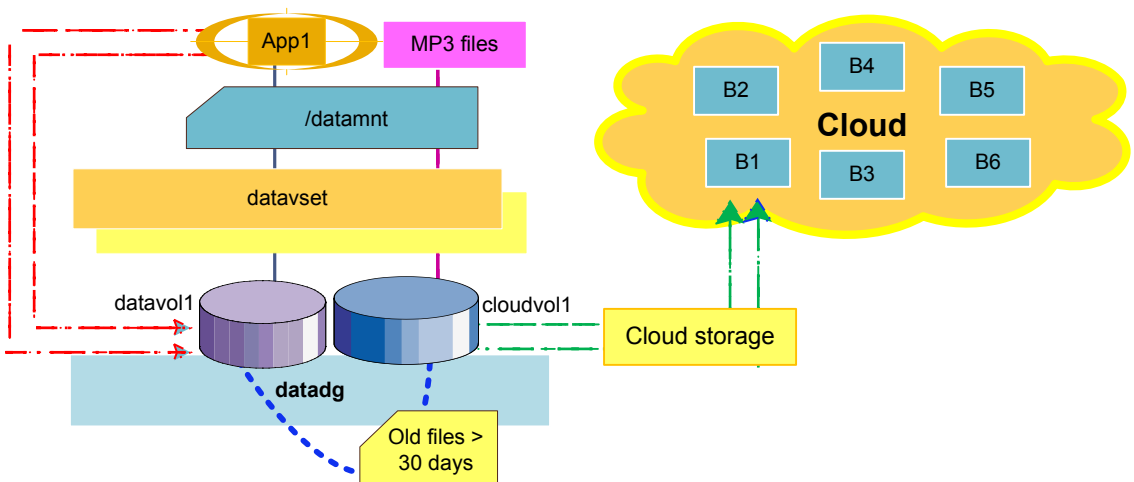 App1
MP3 files
/datamnt
datavset
datavol1
cloudvol1
datadg
Old files >
30 days
Cloud storage
B4
B2
B5
Cloud
B1
B3
B6